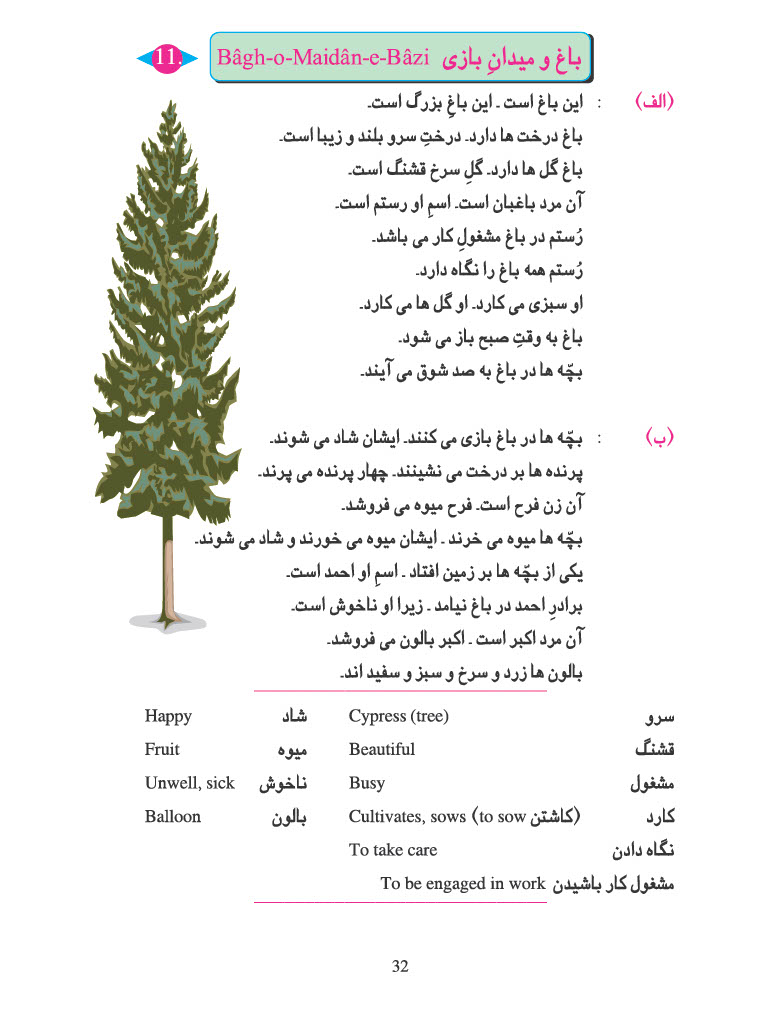 11. Bâgh-o-Maidân-e-Bâzi باغ و میدانِ بازی
(الف) : این باغ است ۔ این باغِ بزرگ است۔
باغ درخت ها دارد۔ درختِ سرو بلند و زیبا است۔
باغ گل ها دارد۔ گلِ سرخ قشنگ است۔
آن مرد باغبان است۔ اسمِ او رستم است۔
رُستم در باغ مشغولِ کار می باشد۔
رُستم همه باغ را نگاه دارد۔
او سبزی می کارد۔ او گل ها می کارد۔
باغ به وقتِ صبح باز می شود۔
بچّه ها در باغ به صد شوق می آیند۔
(ب) : بچّه ها در باغ بازی می کنند۔ ایشان شاد می شوند۔
پرنده ها بر درخت می نشینند۔ چهار پرنده می پرند۔
آن زن فرح است۔ فرح میوه می فروشد۔
بچّه ها میوه می خرند ۔ ایشان میوه می خورند و شاد می شوند۔
یکی از بچّه ها بر زمین افتاد ۔ اسمِ او احمد است۔
برادرِ احمد در باغ نیامد ۔ زیرا او ناخوش است۔
آن مرد اکبر است ۔ اکبر بالون می فروشد۔
بالون ها زرد و سرخ و سبز و سفید اند۔
Happy شاد Cypress (tree) سرو
Fruit میوه Beautiful قشنگ
Unwell, sick ناخوش Busy مشغول
Balloon بالون Cultivates, sows (to sow کاشتن) کارد
To take care نگاه دادن
To be engaged in work مشغول کار باشیدن
32